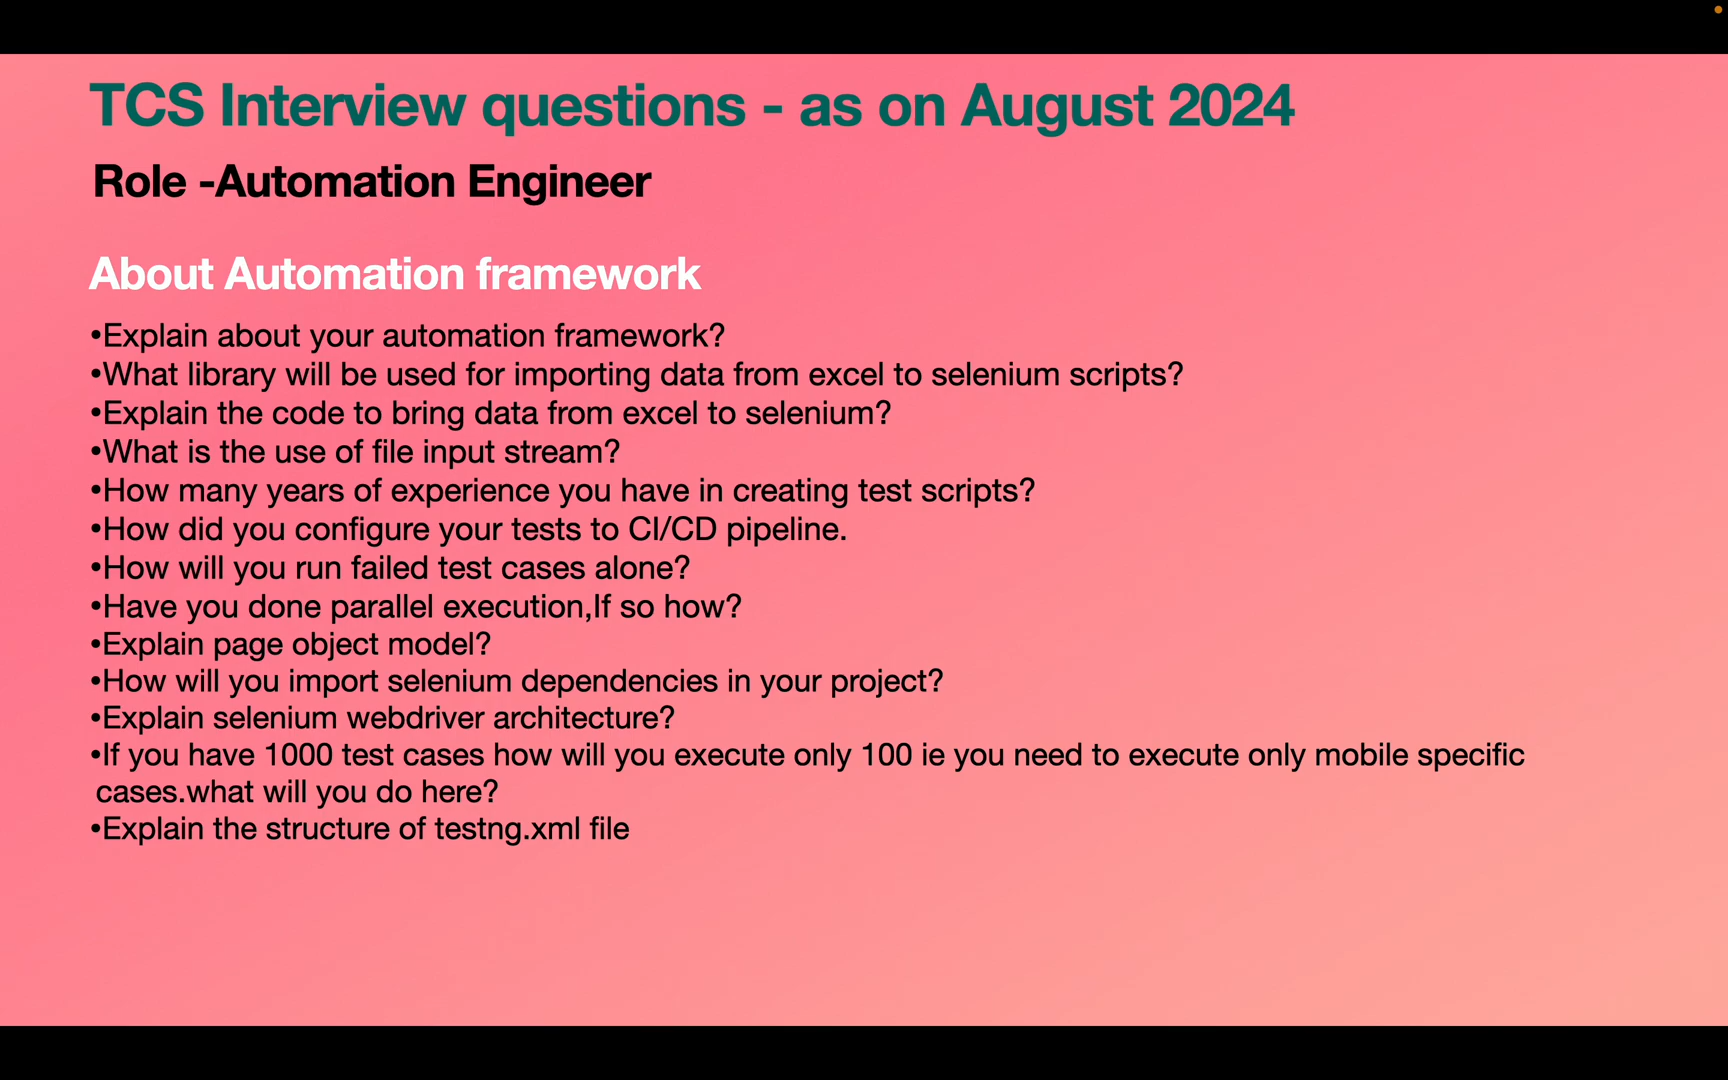 TCS Interview questions - as on August 2024
Role -Automation Engineer
About Automation framework
•Explain about your automation framework?
•What library will be used for importing data from excel to selenium scripts?
•Explain the code to bring data from excel to selenium?
•What is the use of file input stream?
•How many years of experience you have in creating test scripts?
•How did you configure your tests to CI/CD pipeline.
•How will you run failed test cases alone?
•Have you done parallel execution,If so how?
•Explain page object model?
•How will you import selenium dependencies in your project?
•Explain selenium webdriver architecture?
•If you have 1000 test cases how will you execute only 100 ie you need to execute only mobile specific
cases.what will you do here?
•Explain the structure of testng.xml file